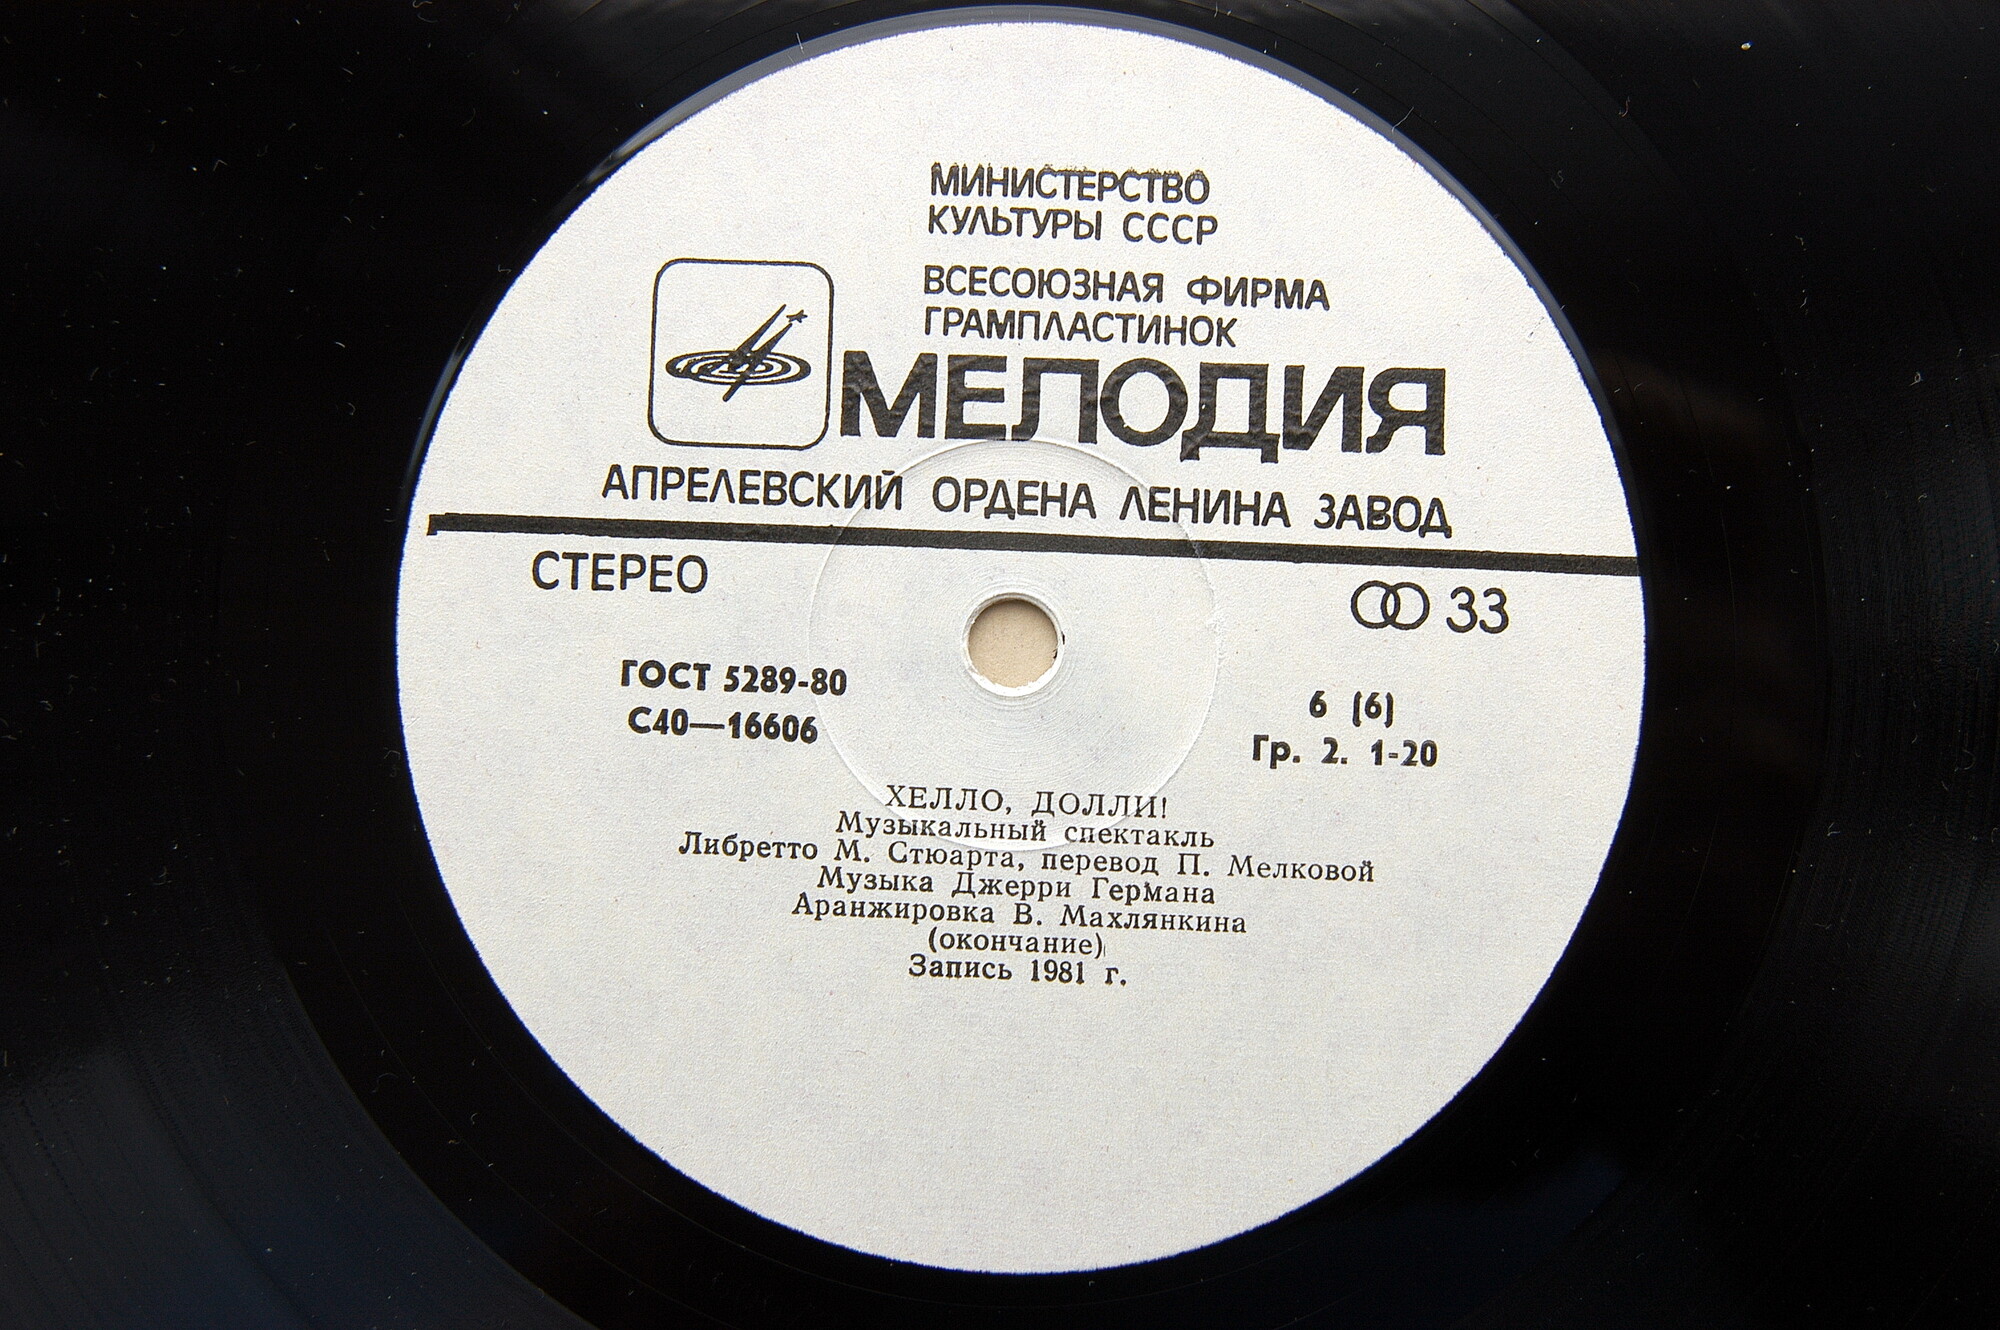 МИНИСТЕРСТВО
КУЛЬТУРЫ СССР
ВСЕСОЮЗНАЯ ФИРМА
ГРАМПЛАСТИНОК
МЕЛОДИЯ
АПРЕЛЕВСКИЙ ОРДЕНА ЛЕНИНА ЗАВОД
СТЕРЕО
33
ГОСТ 5289-80
С40—16606
6 (6)
Гр. 2. 1-20
ХЕЛЛО, ДОЛЛИ!
Музыкальный спектакль
Либретто М. Стюарта, перевод П. Мелковой
Музыка Джерри Германа
Аранжировка В. Махлянкина
(окончание)
Запись 1981 г.